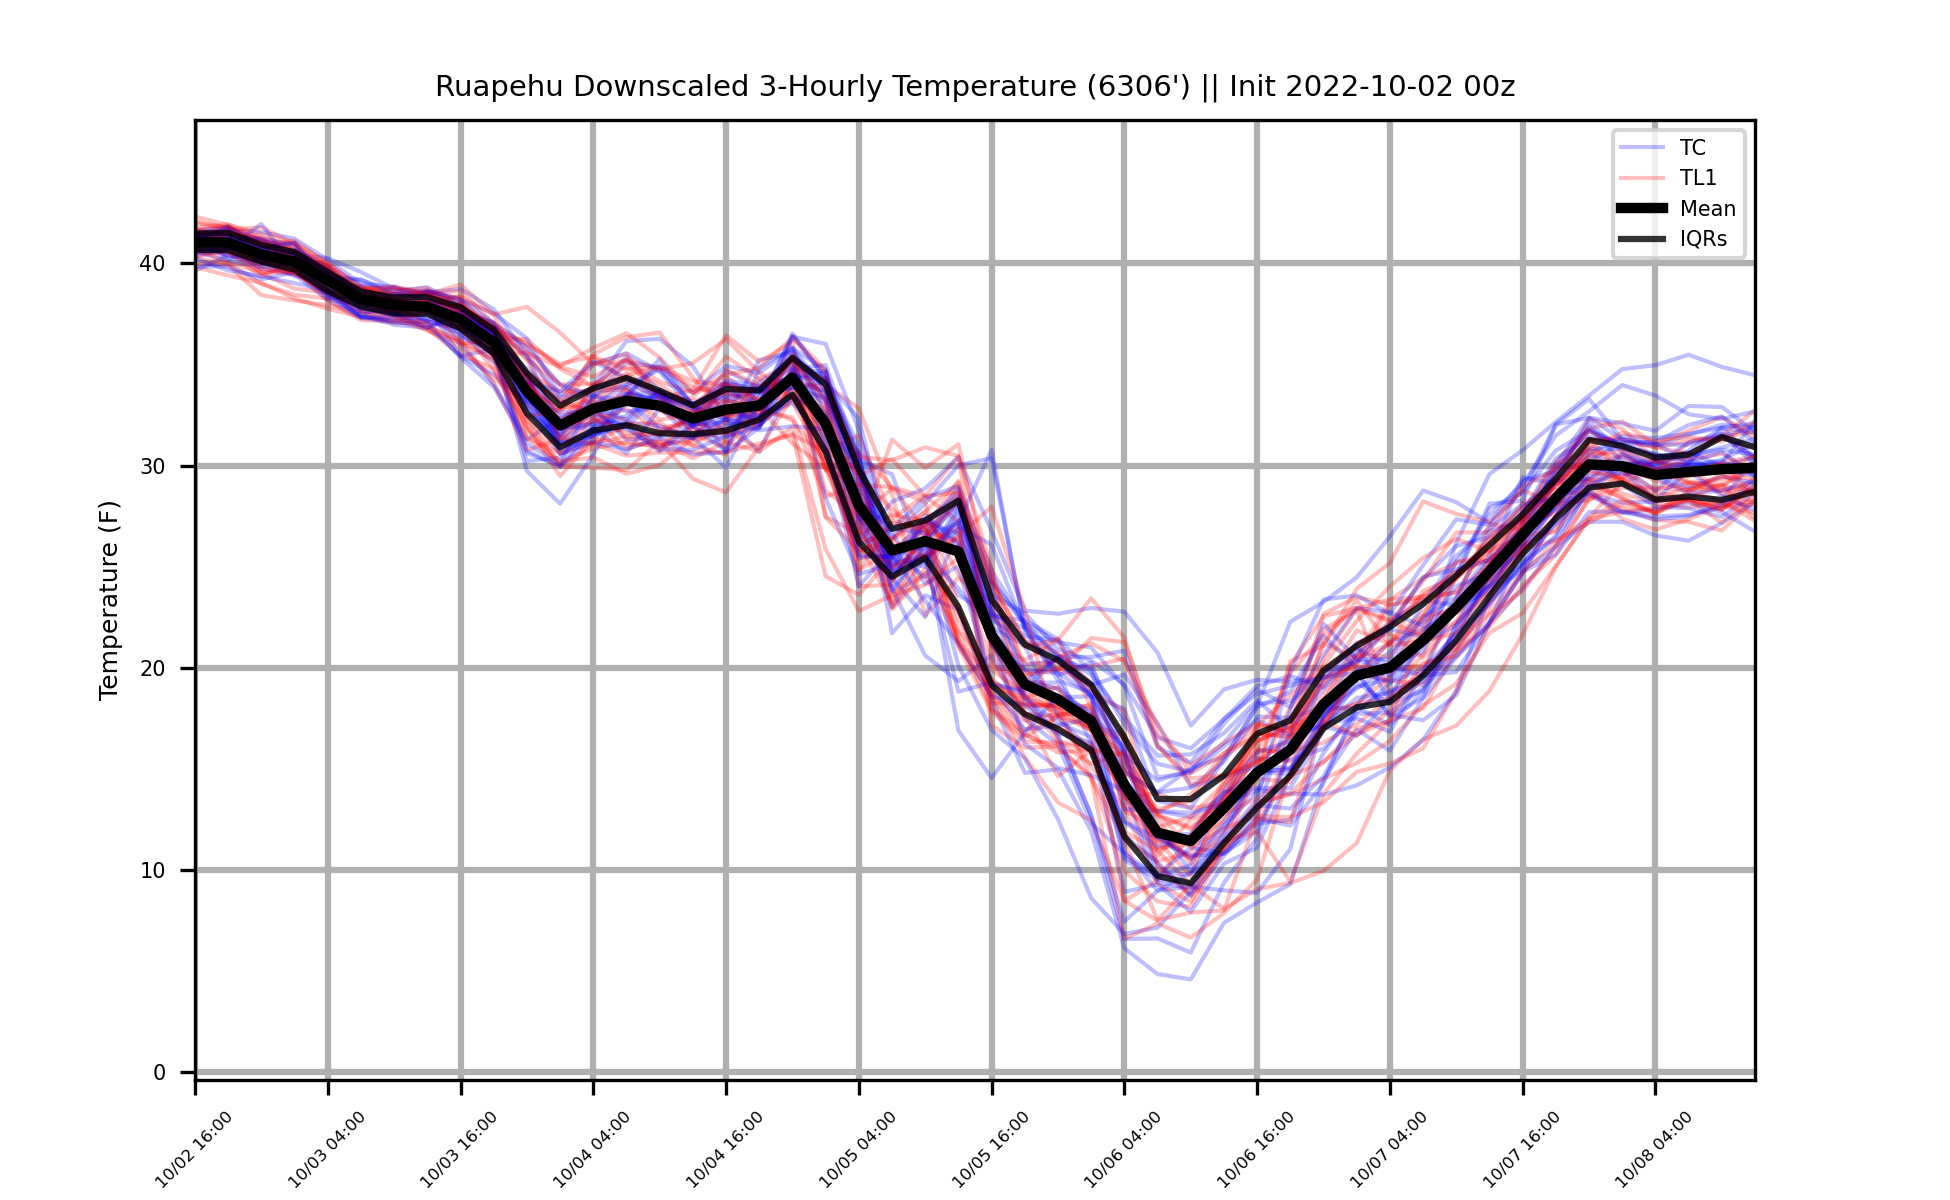 Ruapehu Downscaled 3-Hourly Temperature (6306') || Init 2022-10-02 00z
TC
TL1
Mean
IQRs
Temperature (F)
40
30
20
10
0
10/02 16:00
10/03 04:00
10/03 16:00
10/04 04:00
10/04 16:00
10/05 04:00
10/05 16:00
10/06 04:00
10/06 16:00
10/07 04:00
10/07 16:00
10/08 04:00